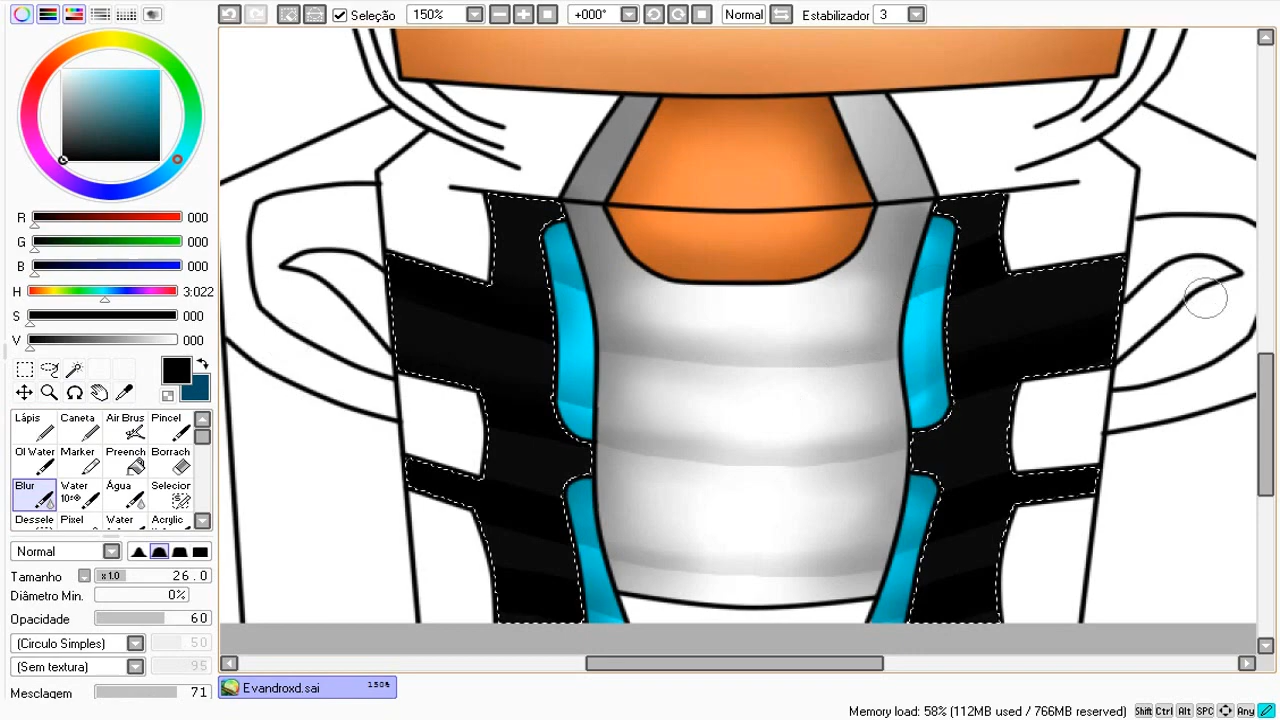 Seleção 150% +000° Normal Estabilizador 3
R 000
G 000
B 000
H 3:022
S 000
V 000
Lápis Caneta Air Brus Pincel
Ol Water Marker Preench Borrach
Blur Water 10:+0 Água Selecior
Dessele Pixel Water Acrylic
Normal
Tamanho x1.0 26.0
Diâmetro Min. 0%
Opacidade 60
(Circulo Simples) 50
(Sem textura) 95
Mesclagem 71
Evandroxd.sai 150%
Memory load: 58% (112MB used / 766MB reserved) Shift Ctrl Alt SPC Any